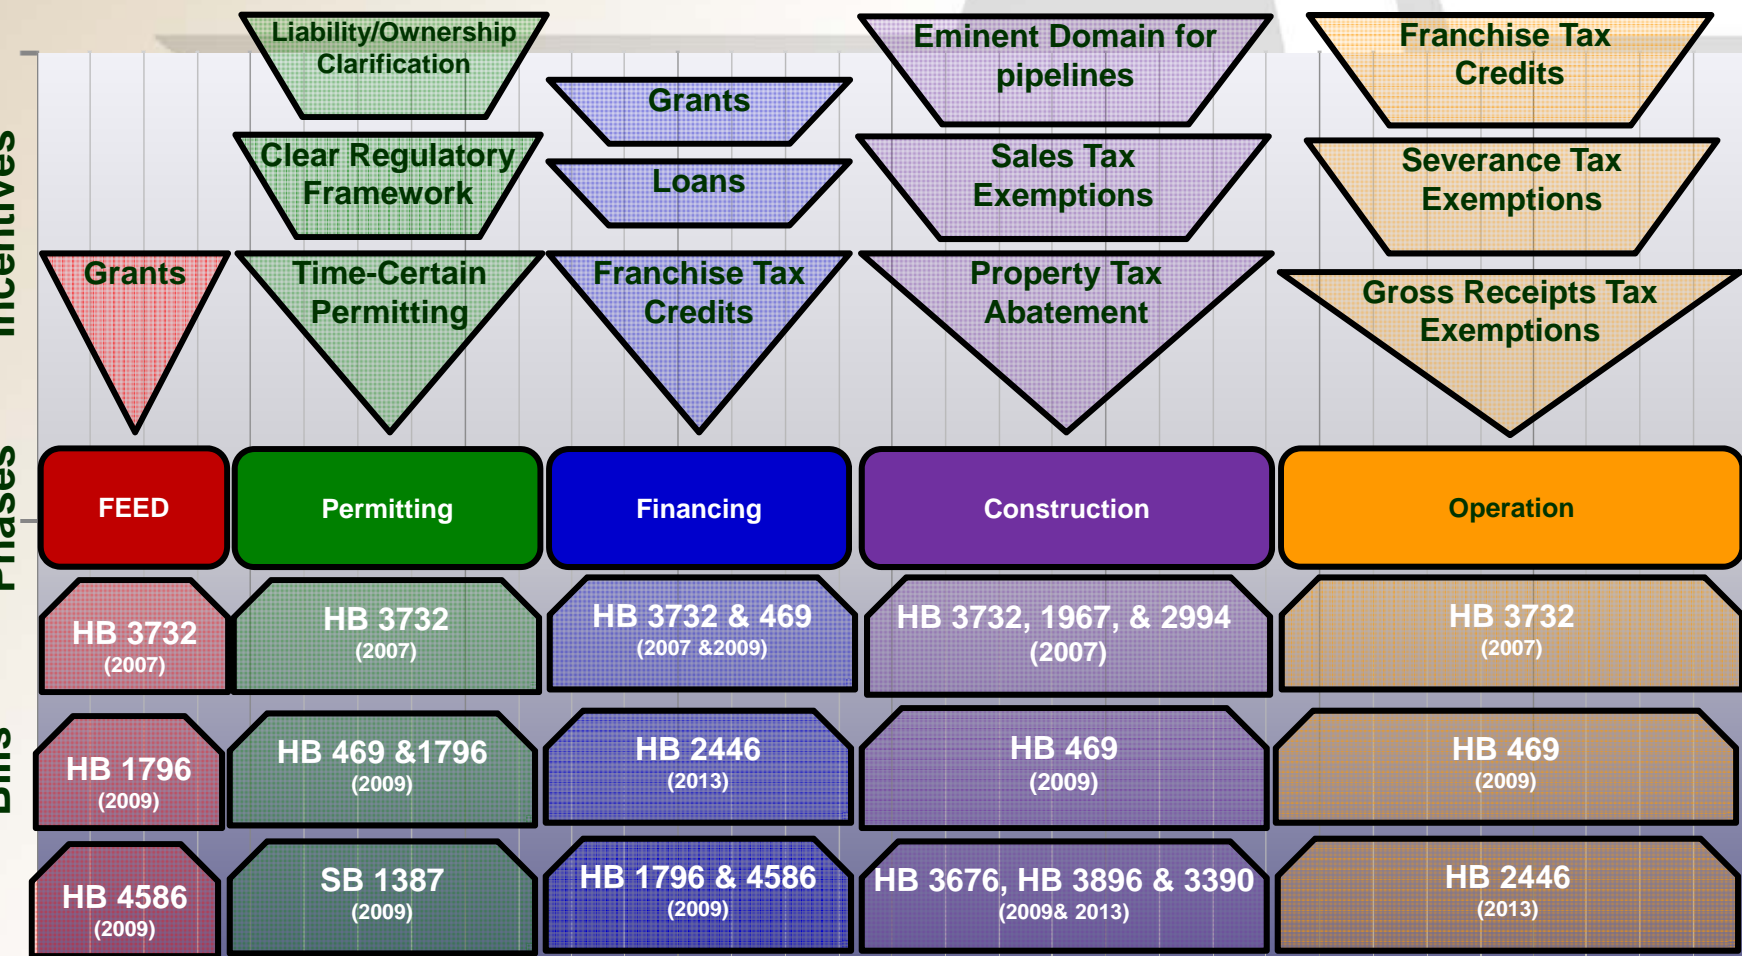 Liability/Ownership
Clarification
Grants
Loans
Eminent Domain for
pipelines
Franchise Tax
Credits
Clear Regulatory
Framework
Sales Tax
Exemptions
Severance Tax
Exemptions
Incentives
Grants
Time-Certain
Permitting
Franchise Tax
Credits
Property Tax
Abatement
Gross Receipts Tax
Exemptions
Phases
FEED
Permitting
Financing
Construction
Operation
Bills
HB 3732
(2007)
HB 3732
(2007)
HB 3732 & 469
(2007 &2009)
HB 3732, 1967, & 2994
(2007)
HB 3732
(2007)
HB 1796
(2009)
HB 469 &1796
(2009)
HB 2446
(2013)
HB 469
(2009)
HB 469
(2009)
HB 4586
(2009)
SB 1387
(2009)
HB 1796 & 4586
(2009)
HB 3676, HB 3896 & 3390
(2009& 2013)
HB 2446
(2013)